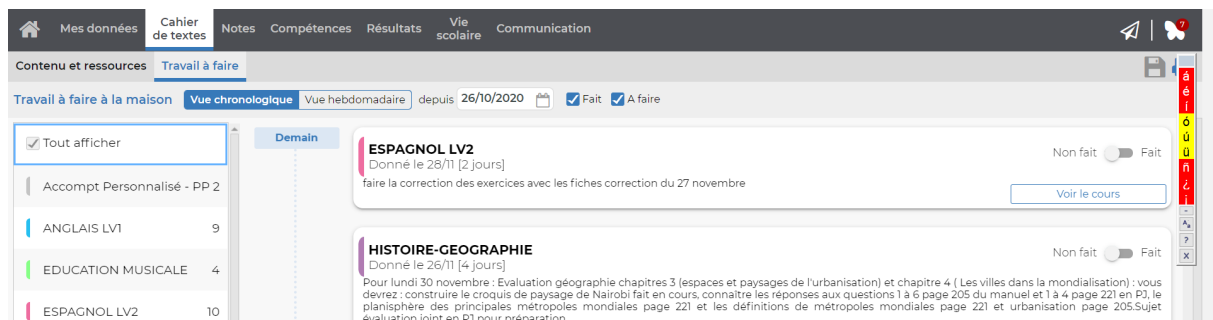 Mes données
Cahier
de textes
Notes
Compétences
Résultats
Vie
scolaire
Communication
7
Contenu et ressources
Travail à faire
Travail à faire à la maison
Vue chronologique
Vue hebdomadaire
depuis
26/10/2020
Fait
A faire
Tout afficher
Accompt Personnalisé - PP 2
ANGLAIS LV1 9
EDUCATION MUSICALE 4
ESPAGNOL LV2 10
Demain
ESPAGNOL LV2
Donné le 28/11 [2 jours]
Non fait
Fait
faire la correction des exercices avec les fiches correction du 27 novembre
Voir le cours
HISTOIRE-GEOGRAPHIE
Donné le 26/11 [4 jours]
Non fait
Fait
Pour lundi 30 novembre : Evaluation géographie chapitres 3 (espaces et paysages de l'urbanisation) et chapitre 4 ( Les villes dans la mondialisation) : vous
devrez : construire le croquis de paysage de Nairobi fait en cours, connaître les réponses aux questions 1 à 6 page 205 du manuel et 1 à 4 page 221 en PJ, le
planisphère des principales métropoles mondiales page 221 et les définitions de métropoles mondiales page 221 et urbanisation page 205.Sujet
évaluation joint en PJ pour préparation
á
é
í
ó
ú
ü
ñ
¿
¡
-
Aa
?
x